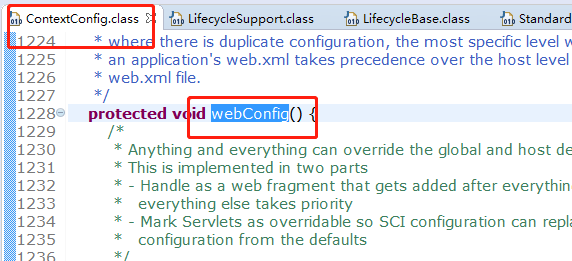 ContextConfig.class LifecycleSupport.class LifecycleBase.class Standard
1224 * where there is duplicate configuration, the most specific level w
1225 * an application's web.xml takes precedence over the host level
1226 * web.xml file.
1227 */
1228 protected void webConfig() {
1229 /*
1230 * Anything and everything can override the global and host de
1231 * This is implemented in two parts
1232 * - Handle as a web fragment that gets added after everythin
1233 * everything else takes priority
1234 * - Mark Servlets as overridable so SCI configuration can repl
1235 * configuration from the defaults
1236 */